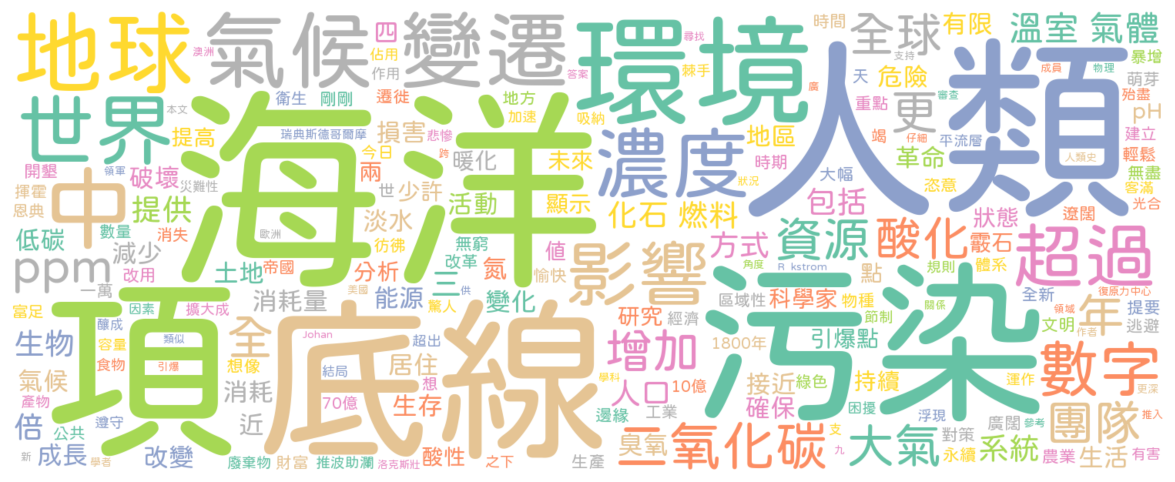 地球
氣候
變遷
環境
人類
世界
海洋
項
底線
污染
濃度
影響
超過
中
四
佔用
作用
澳洲
答案
尋找
支持
棘手
吸納
全球
有限
時間
溫室
氣體
暴增
成員
物理
萌芽
殆盡
天
危險
重點
廣
審查
更
pH
建立
輕鬆
平流層
仔細
竭
人類史
無盡
客滿
光合
本文
衛生
剛剛
遷徙
地方
加速
提高
瑞典斯德哥爾摩
損害
悲慘
地區
時期
革命
大幅
恣意
開墾
領軍
破壞
災難性
今日
跨
兩
暖化
未來
狀況
揮霍
恩典
提供
世
少許
淡水
活動
顯示
化石
燃料
包括
狀態
遼闊
低碳
數量
消失
歐洲
彷彿
無窮
值
方式
資源
酸化
霰石
ppm
減少
改用
一萬
土地
帝國
分析
改革
氮
愉快
角度
點
規則
體系
R
kstrom
富足
因素
擴大成
消耗量
美國
能源
供
三
驚人
變化
區域性
科學家
物種
全新
領域
復原力中心
提要
關係
年
文明
作者
逃避
生物
釀成
容量
類似
全
Johan
超出
居住
研究
經濟
節制
引爆點
1800年
增加
數字
食物
引爆
想像
結局
想
學科
人口
10億
接近
綠色
持續
運作
更深
氣候
產物
消耗
70億
生存
邊緣
工業
確保
困擾
浮現
參考
推入
倍
公共
遵守
近
臭氧
二氧化碳
支
九
大氣
廣闊
對策
永續
系統
團隊
農業
生活
有害
新
成長
學者
改變
廢棄物
財富
推波助瀾
洛克斯壯
酸性
之下
生產